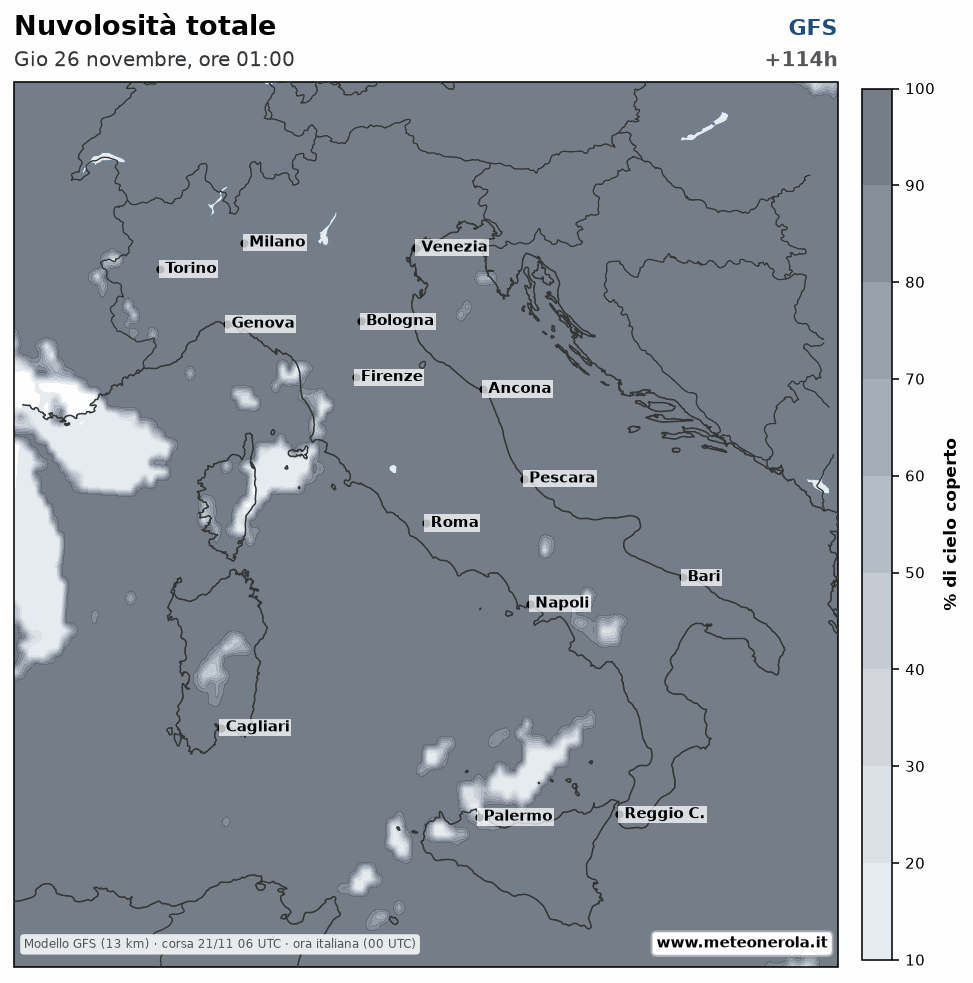 Nuvolosità totale
GFS
Gio 26 novembre, ore 01:00
+114h
100
90
80
70
60
50
40
30
20
10
% di cielo coperto
Milano
Venezia
Torino
Genova
Bologna
Firenze
Ancona
Pescara
Roma
Bari
Napoli
Cagliari
Palermo
Reggio C.
Modello GFS (13 km) · corsa 21/11 06 UTC · ora italiana (00 UTC)
www.meteonerola.it